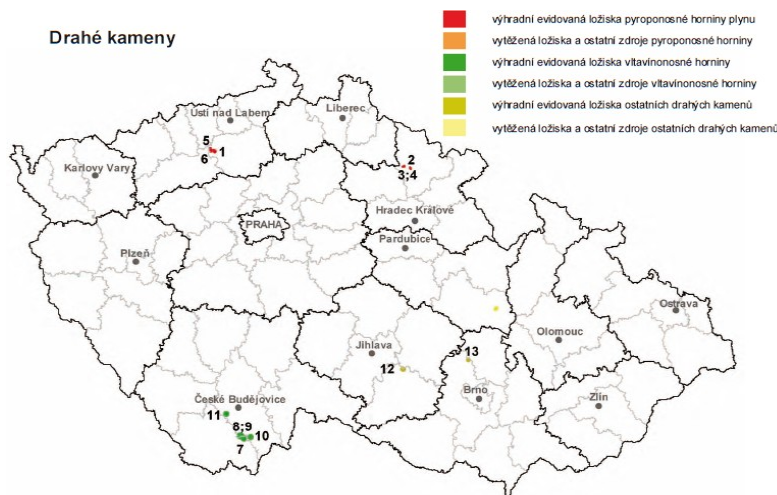 Drahé kameny
výhradní evidovaná ložiska pyroponosné horniny plynu
vytěžená ložiska a ostatní zdroje pyroponosné horniny
výhradní evidovaná ložiska vltavínonosné horniny
vytěžená ložiska a ostatní zdroje vltavínonosné horniny
výhradní evidovaná ložiska ostatních drahých kamenů
vytěžená ložiska a ostatní zdroje ostatních drahých kamenů
Ústí nad Labem
Liberec
5
6
1
2
3;4
Karlovy Vary
Hradec Králové
PRAHA
Pardubice
Plzeň
Ostrava
Olomouc
Jihlava
12
13
Brno
Zlín
České Budějovice
11
8;9
10
7